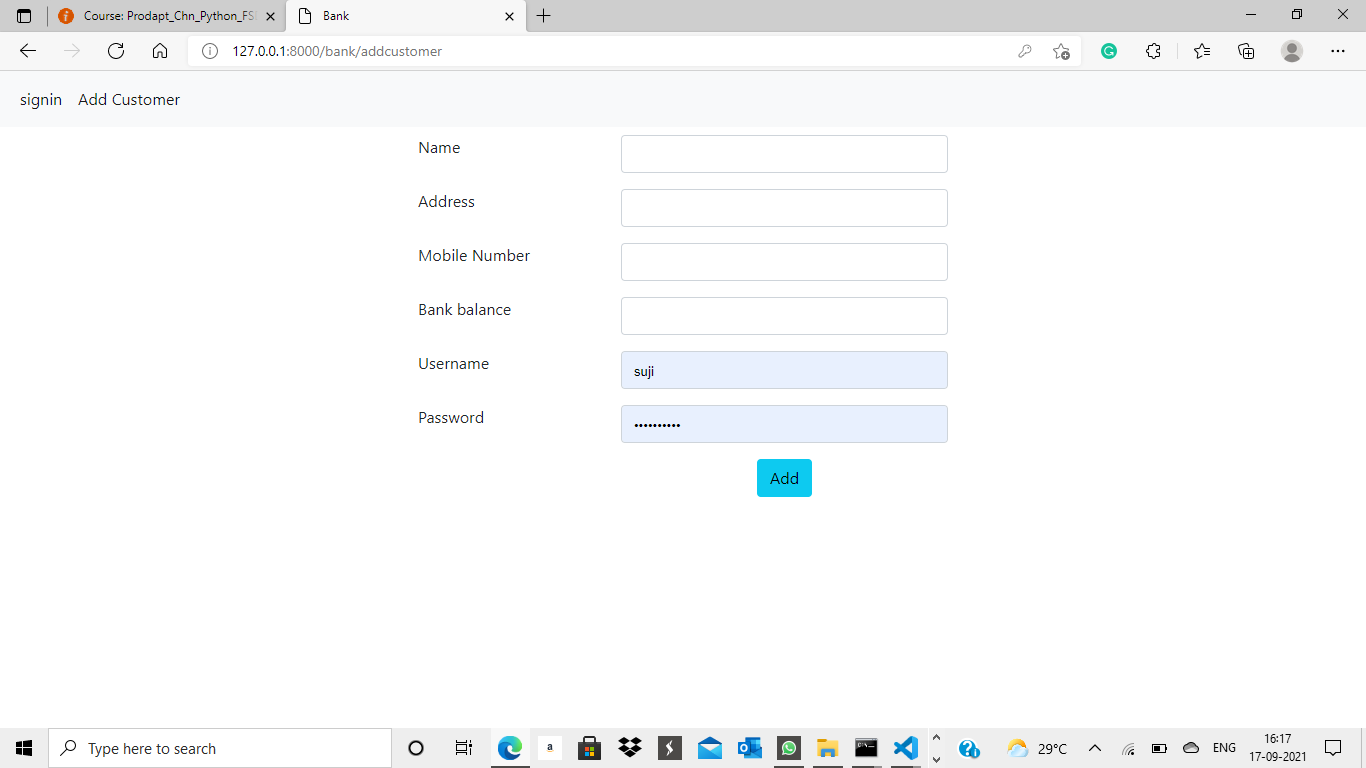 Course: Prodapt_Chn_Python_FS
Bank
127.0.0.1:8000/bank/addcustomer
signin Add Customer
Name
Address
Mobile Number
Bank balance
Username suji
Password ••••••••••
Add
Type here to search
a
29°C
ENG
16:17
17-09-2021